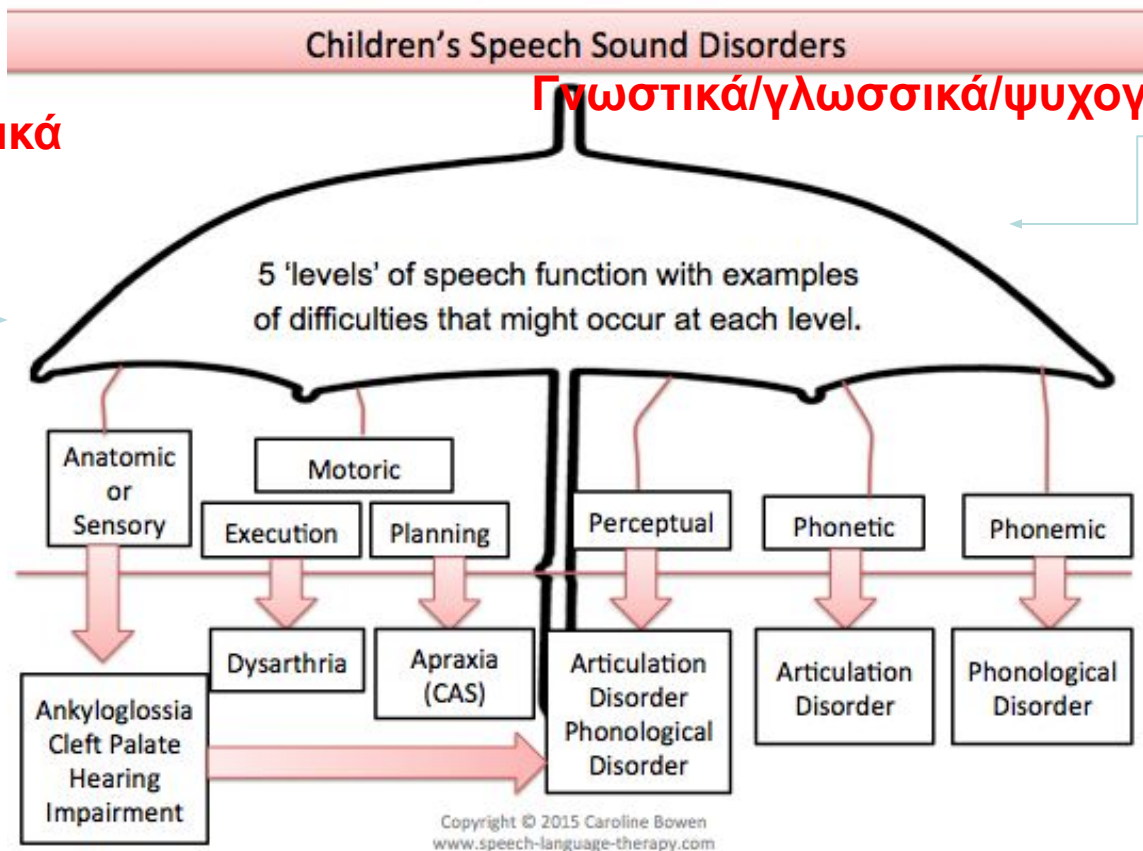 Children's Speech Sound Disorders
Γνωστικά/γλωσσικά/ψυχογ
ικά
5 'levels' of speech function with examples
of difficulties that might occur at each level.
Anatomic
or
Sensory
Motoric
Execution
Planning
Perceptual
Phonetic
Phonemic
Dysarthria
Apraxia
(CAS)
Articulation
Disorder
Phonological
Disorder
Articulation
Disorder
Phonological
Disorder
Ankyloglossia
Cleft Palate
Hearing
Impairment
Copyright © 2015 Caroline Bowen
www.speech-language-therapy.com